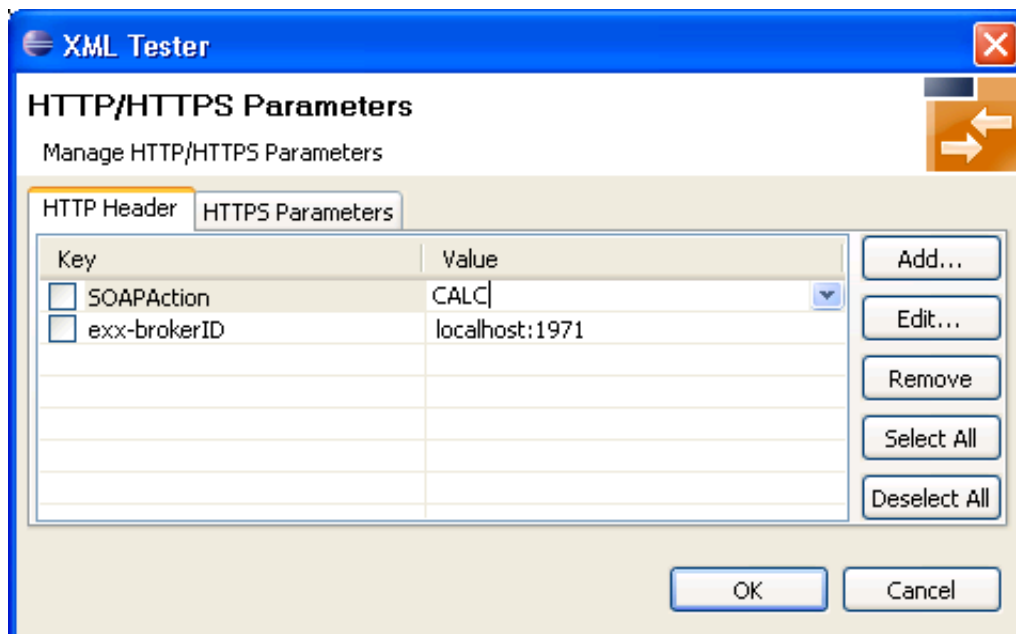 XML Tester
HTTP/HTTPS Parameters
Manage HTTP/HTTPS Parameters
HTTP Header HTTPS Parameters
Key Value Add...
SOAPAction CALC
exx-brokerID localhost:1971 Edit...
Remove
Select All
Deselect All
OK Cancel